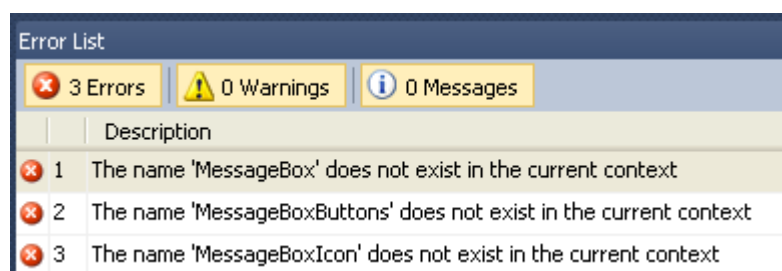 Error List
3 Errors 0 Warnings 0 Messages
Description
1 The name 'MessageBox' does not exist in the current context
2 The name 'MessageBoxButtons' does not exist in the current context
3 The name 'MessageBoxIcon' does not exist in the current context